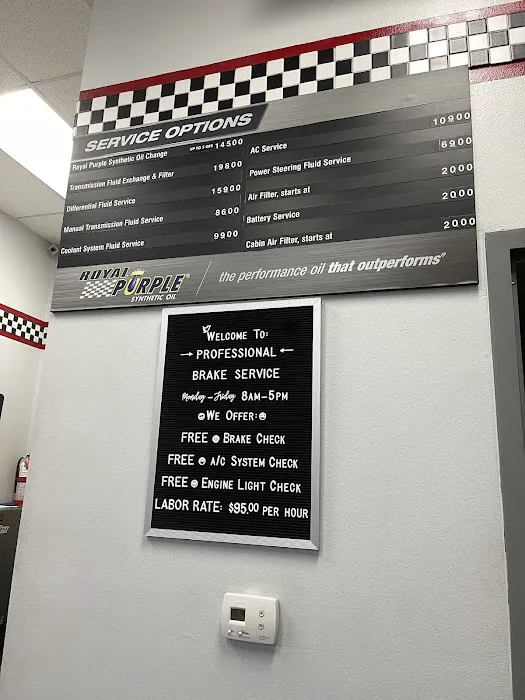 SERVICE OPTIONS
Royal Purple Synthetic Oil Change UP TO 5 QTS 14500
Transmission Fluid Exchange & Filter 19800
Differential Fluid Service 15900
Manual Transmission Fluid Service 8600
Coolant System Fluid Service 9900
AC Service 10900
Power Steering Fluid Service 6900
Air Filter, starts at 2000
Battery Service 2000
Cabin Air Filter, starts at 2000
ROYAL
PURPLE®
SYNTHETIC OIL
the performance oil that outperforms®
WELCOME TO:
PROFESSIONAL
BRAKE SERVICE
Monday - Friday 8AM-5PM
WE OFFER:
FREE BRAKE CHECK
FREE A/C SYSTEM CHECK
FREE ENGINE LIGHT CHECK
LABOR RATE: $95.00 PER HOUR